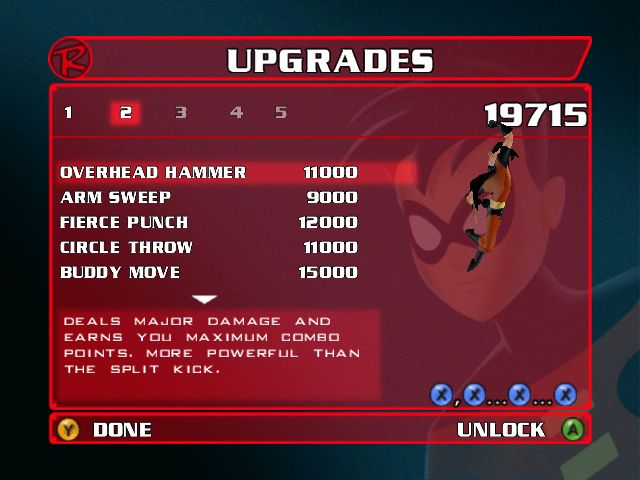 R UPGRADES
1 2 3 4 5 19715
OVERHEAD HAMMER 11000
ARM SWEEP 9000
FIERCE PUNCH 12000
CIRCLE THROW 11000
BUDDY MOVE 15000
DEALS MAJOR DAMAGE AND
EARNS YOU MAXIMUM COMBO
POINTS. MORE POWERFUL THAN
THE SPLIT KICK.
X, X...X...X
Y DONE UNLOCK A